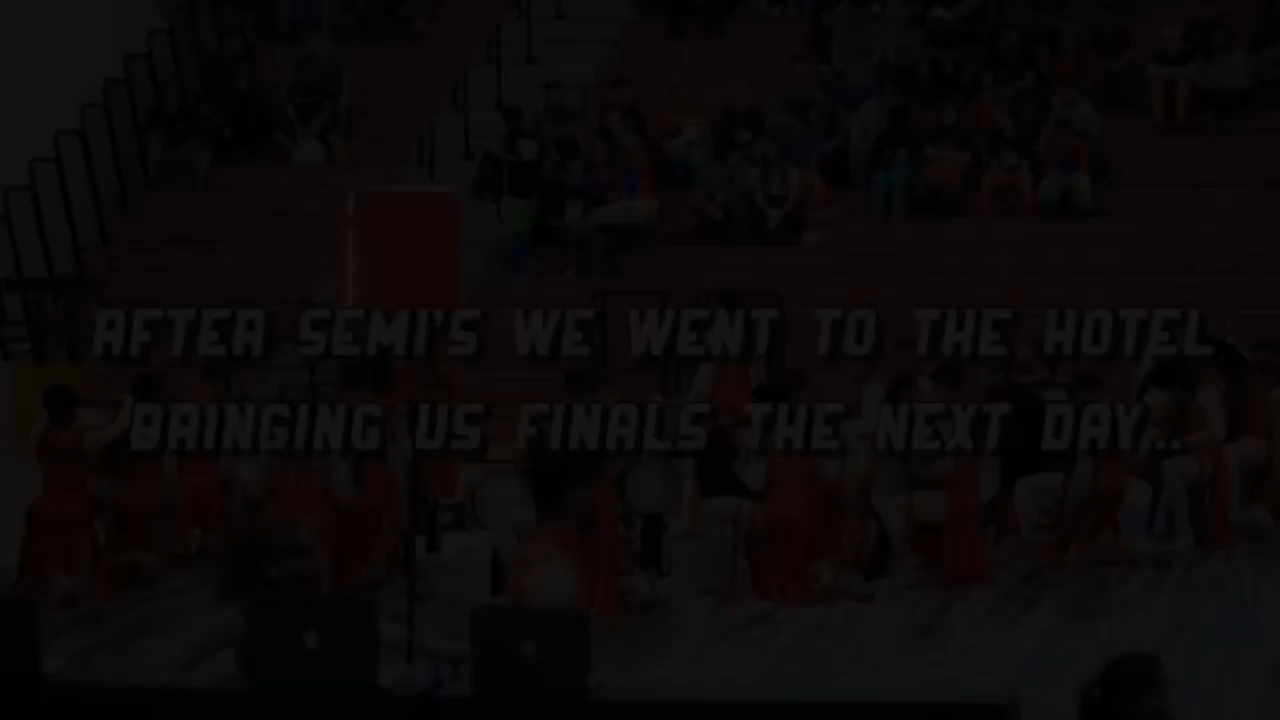 AFTER SEMI'S WE WENT TO THE HOTEL
BRINGING US FINALS THE NEXT DAY...